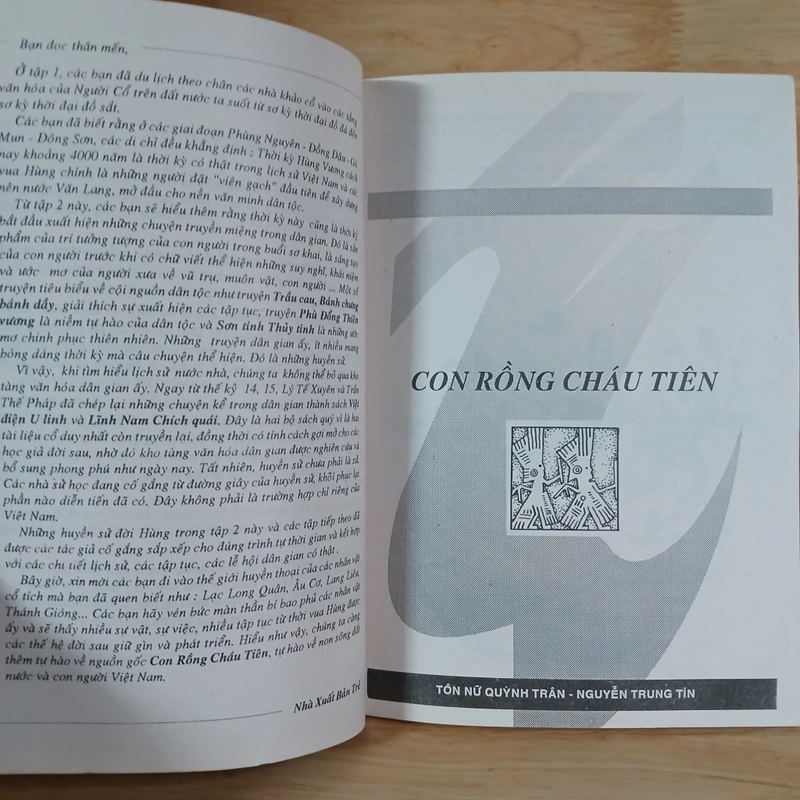 Bạn đọc thân mến,
Ở tập 1, các bạn đã du lịch theo chân các nhà khảo cổ vào các tầng
văn hóa của Người Cổ trên đất nước ta suốt từ sơ kỳ thời đại đồ đá đến
sơ kỳ thời đại đồ sắt.
Các bạn đã biết rằng ở các giai đoạn Phùng Nguyên - Đồng Đậu - Gò
Mun - Đông Sơn, các di chỉ đều khẳng định : Thời kỳ Hùng Vương cách
nay khoảng 4000 năm là thời kỳ có thật trong lịch sử Việt Nam và các
vua Hùng chính là những người đặt "viên gạch" đầu tiên để xây dựng
nên nước Văn Lang, mở đầu cho nền văn minh dân tộc.
Từ tập 2 này, các bạn sẽ hiểu thêm rằng thời kỳ này cũng là thời kỳ
bắt đầu xuất hiện những chuyện truyền miệng trong dân gian. Đó là sản
phẩm của trí tưởng tượng của con người trong buổi sơ khai, là sáng tạo
của con người trước khi có chữ viết thể hiện những suy nghĩ, khái niệm
và ước mơ của người xưa về vũ trụ, muôn vật, con người ... Một số
truyện tiêu biểu về cội nguồn dân tộc như truyện Trầu cau, Bánh chưng
bánh dầy, giải thích sự xuất hiện các tập tục, truyện Phù Đổng Thiên
vương là niềm tự hào của dân tộc và Sơn tinh Thủy tinh là những ước
mơ chinh phục thiên nhiên. Những truyện dân gian ấy, ít nhiều mang
bóng dáng thời kỳ mà câu chuyện thể hiện. Đó là những huyền sử.
Vì vậy, khi tìm hiểu lịch sử nước nhà, chúng ta không thể bỏ qua kho
tàng văn hóa dân gian ấy. Ngay từ thế kỷ 14, 15, Lý Tế Xuyên và Trần
Thế Pháp đã chép lại những chuyện kể trong dân gian thành sách Việt
điện U linh và Lĩnh Nam Chích quái. Đây là hai bộ sách quý vì là hai
tài liệu cổ duy nhất còn truyền lại, đồng thời có tính cách gợi mở cho các
học giả đời sau, nhờ đó kho tàng văn hóa dân gian được nghiên cứu và
bổ sung phong phú như ngày nay. Tất nhiên, huyền sử chưa phải là sử.
Các nhà sử học đang cố gắng từ đường giây của huyền sử, khôi phục lại
phần nào diễn tiến đã có. Đây không phải là trường hợp chỉ riêng của
Việt Nam.
Những huyền sử đời Hùng trong tập 2 này và các tập tiếp theo đã
được các tác giả cố gắng sắp xếp cho đúng trình tự thời gian và kết hợp
với các chi tiết lịch sử, các tập tục, các lễ hội dân gian có thật.
Bây giờ, xin mời các bạn đi vào thế giới huyền thoại của các nhân vật
cổ tích mà bạn đã quen biết như : Lạc Long Quân, Âu Cơ, Lang Liêu,
Thánh Gióng... Các bạn hãy vén bức màn thần bí bao phủ các nhân vật
ấy và sẽ thấy nhiều sự vật, sự việc, nhiều tập tục từ thời vua Hùng được
các thế hệ đời sau giữ gìn và phát triển. Hiểu như vậy, chúng ta càng
thêm tự hào về nguồn gốc Con Rồng Cháu Tiên, tự hào về non sông đất
nước và con người Việt Nam.
Nhà Xuất Bản Trẻ
CON RỒNG CHÁU TIÊN
TÔN NỮ QUỲNH TRÂN - NGUYỄN TRUNG TÍN